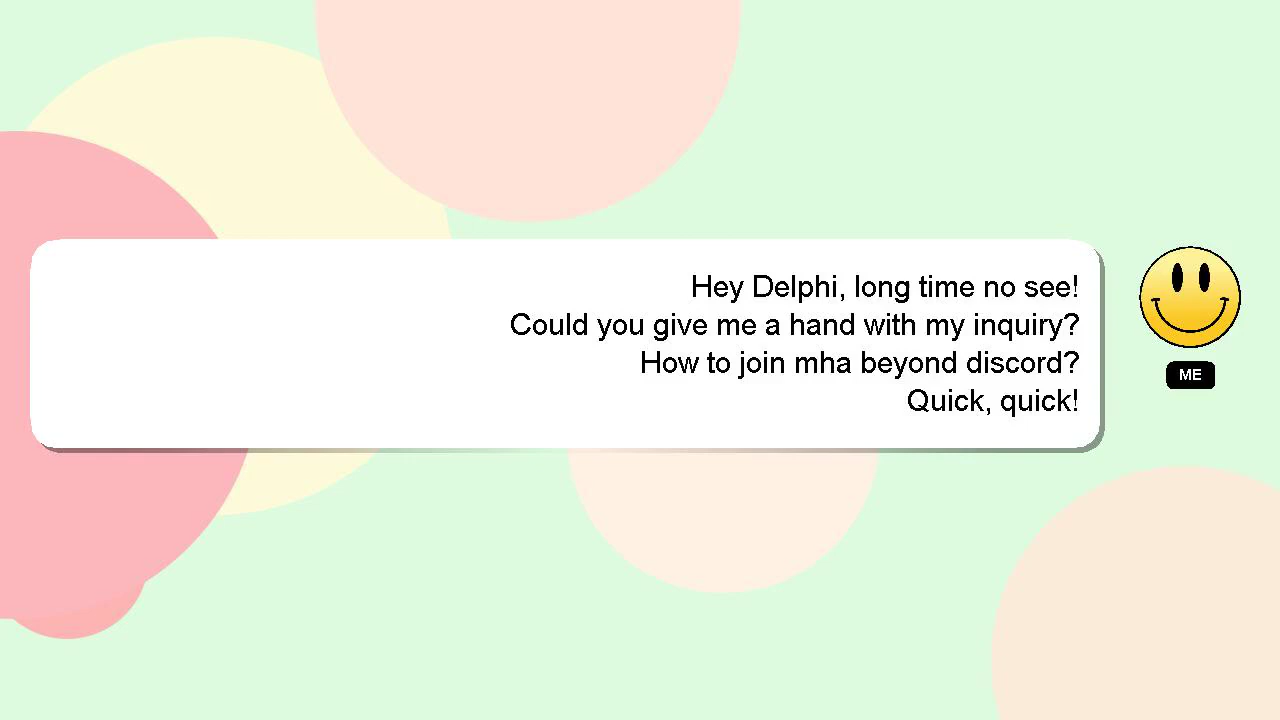 Hey Delphi, long time no see!
Could you give me a hand with my inquiry?
How to join mha beyond discord?
Quick, quick!
ME